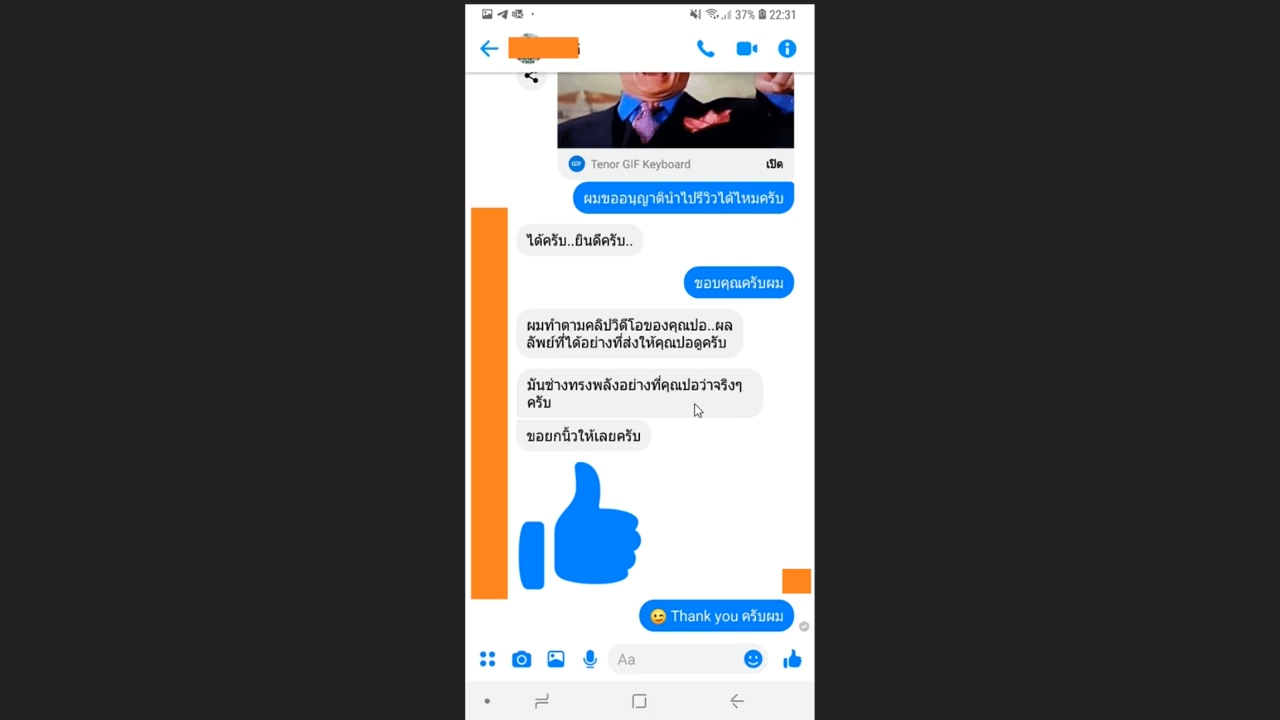 37% 22:31
Tenor GIF Keyboard เปิด
ผมขออนุญาตินำไปรีวิวได้ไหมครับ
ได้ครับ..ยินดีครับ..
ขอบคุณครับผม
ผมทำตามคลิปวิดีโอของคุณปอ..ผล
ลัพย์ที่ได้อย่างที่ส่งให้คุณปอดูครับ
มันช่างทรงพลังอย่างที่คุณปอว่าจริงๆ
ครับ
ขอยกนิ้วให้เลยครับ
Thank you ครับผม
Aa